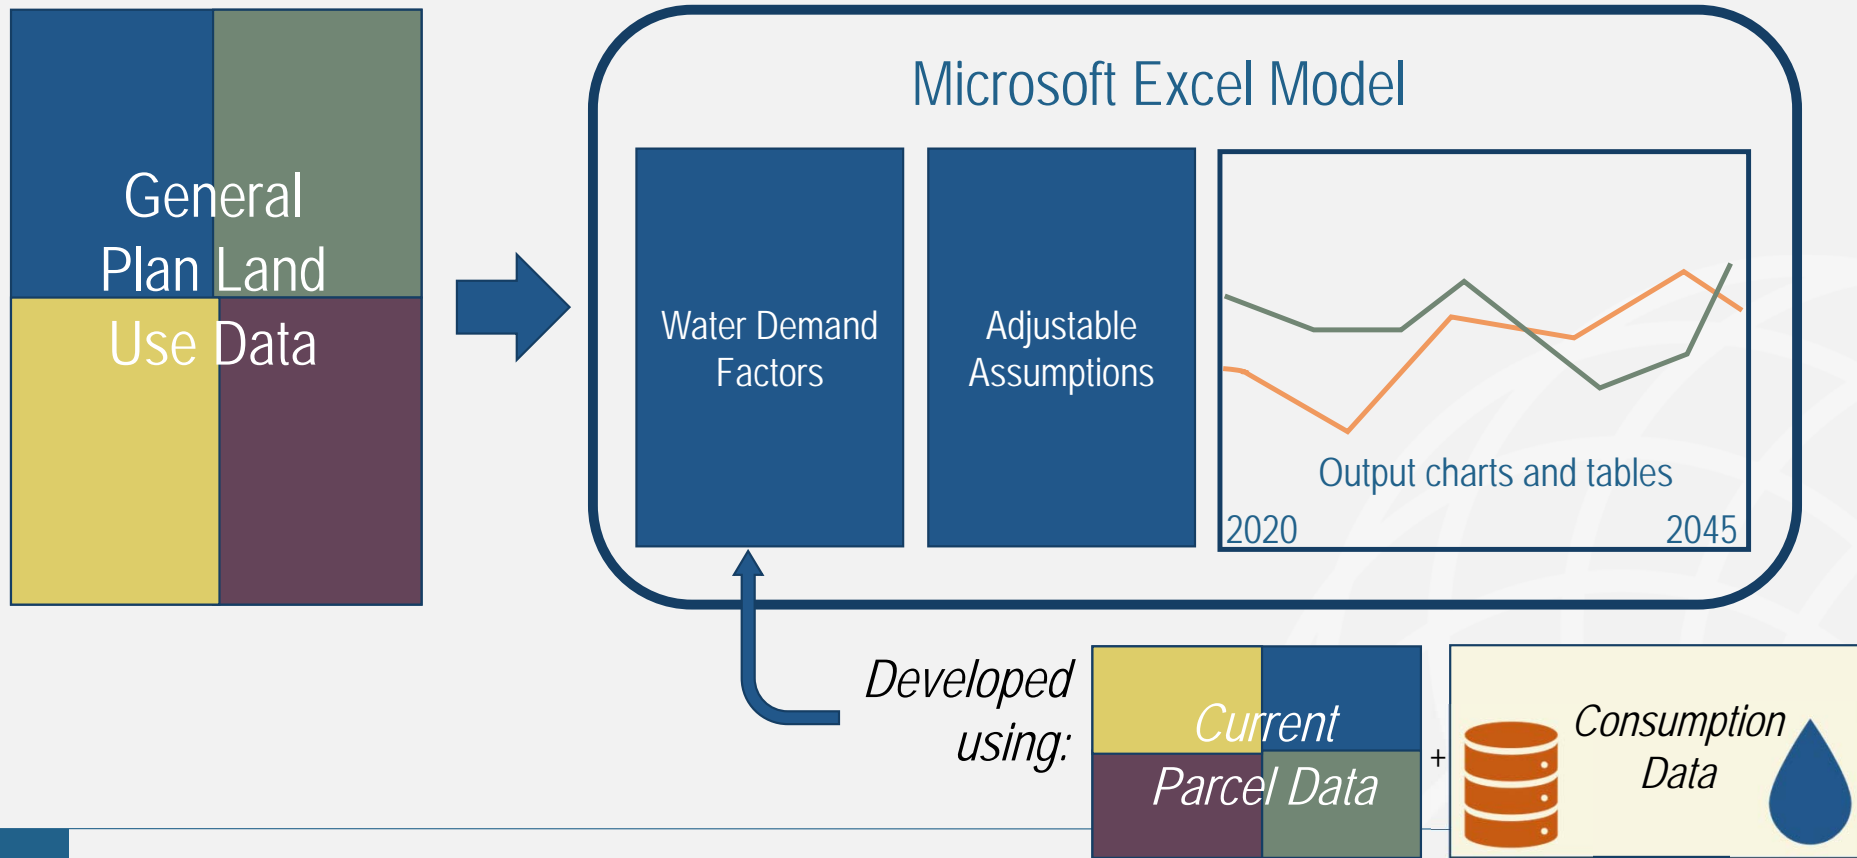 General
Plan Land
Use Data
Microsoft Excel Model
Water Demand
Factors
Adjustable
Assumptions
Output charts and tables
2020
2045
Developed
using:
Current
Parcel Data
+
Consumption
Data